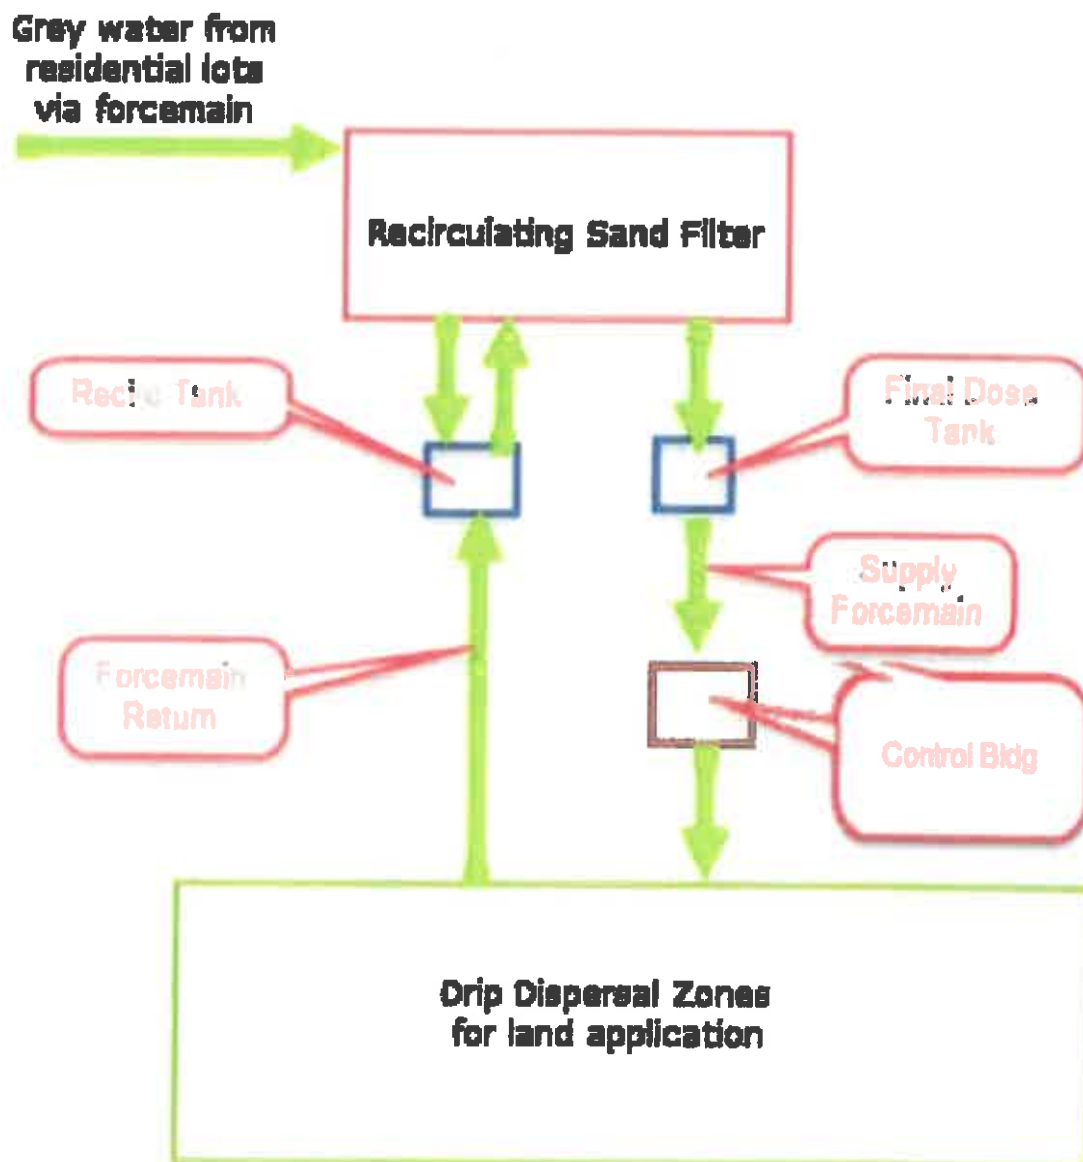 Grey water from
residential lots
via forcemain
Recirculating Sand Filter
Recirc Tank
Final Dose
Tank
Supply
Forcemain
Forcemain
Return
Control Bldg
Drip Dispersal Zones
for land application